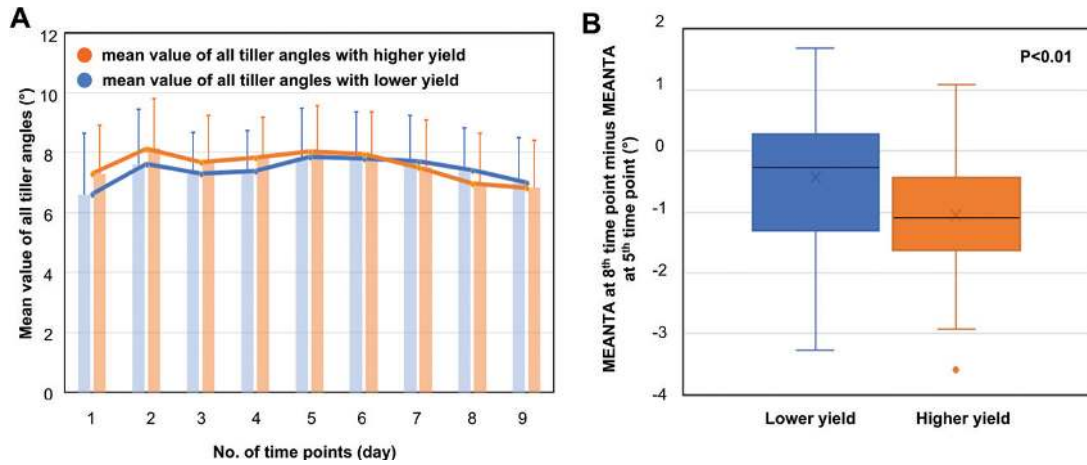 A
mean value of all tiller angles with higher yield
mean value of all tiller angles with lower yield
Mean value of all tiller angles (°)
12
10
8
6
4
2
0
1 2 3 4 5 6 7 8 9
No. of time points (day)
B
P<0.01
MEANTA at 8th time point minus MEANTA
at 5th time point (°)
2
1
0
-1
-2
-3
-4
Lower yield Higher yield